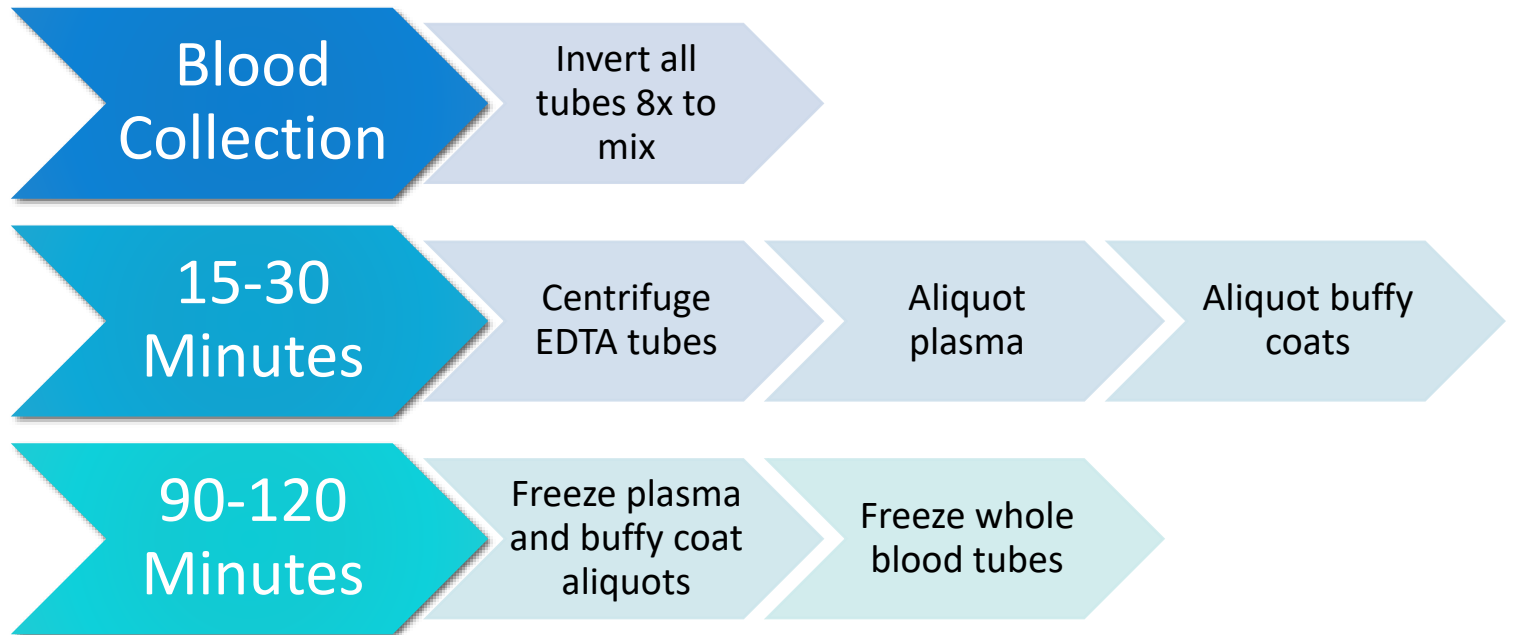 Blood
Collection
Invert all
tubes 8x to
mix
15-30
Minutes
Centrifuge
EDTA tubes
Aliquot
plasma
Aliquot buffy
coats
90-120
Minutes
Freeze plasma
and buffy coat
aliquots
Freeze whole
blood tubes